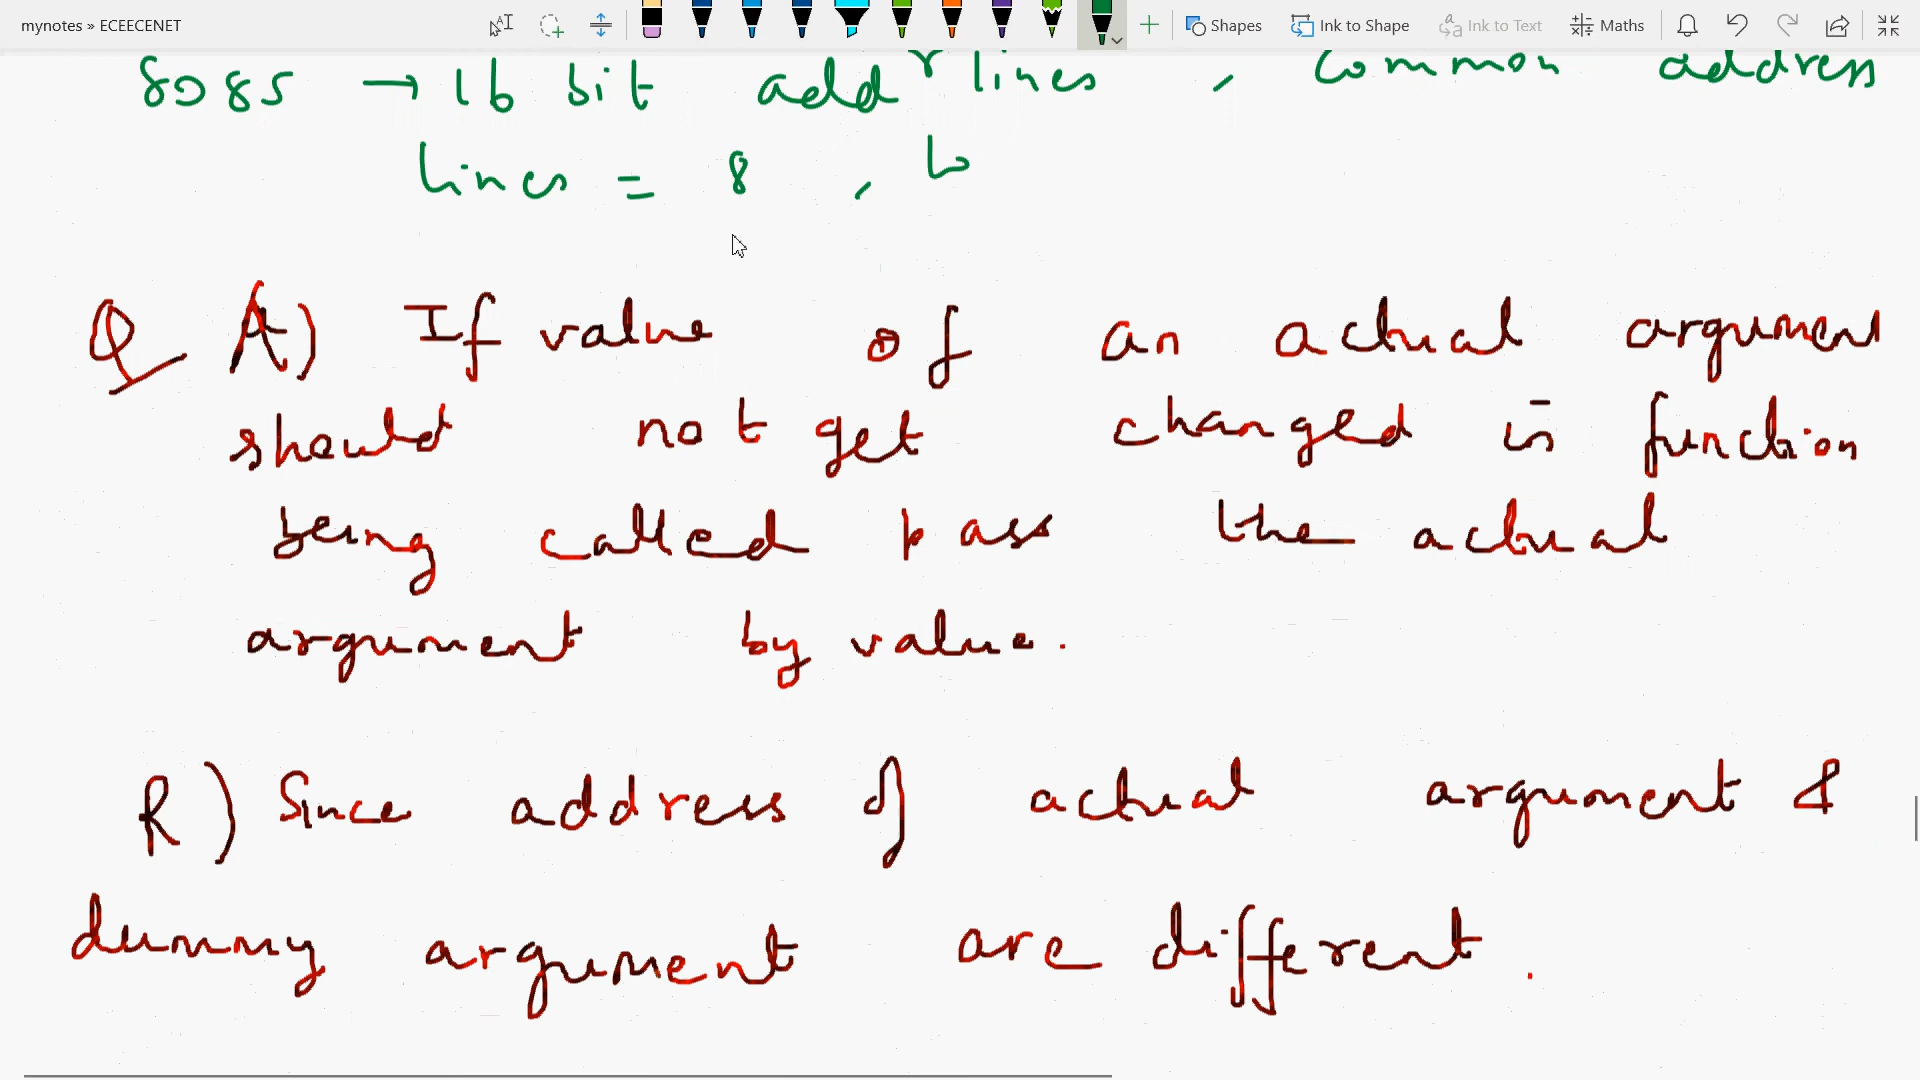 mynotes » ECEECENET
Shapes Ink to Shape Ink to Text Maths
8085 → 16 bit addr lines , common address
lines = 8 ,
Q A) If value of an actual argument
should not get changed in function
being called pass the actual
argument by value.
R) Since address of actual argument &
dummy argument are different.